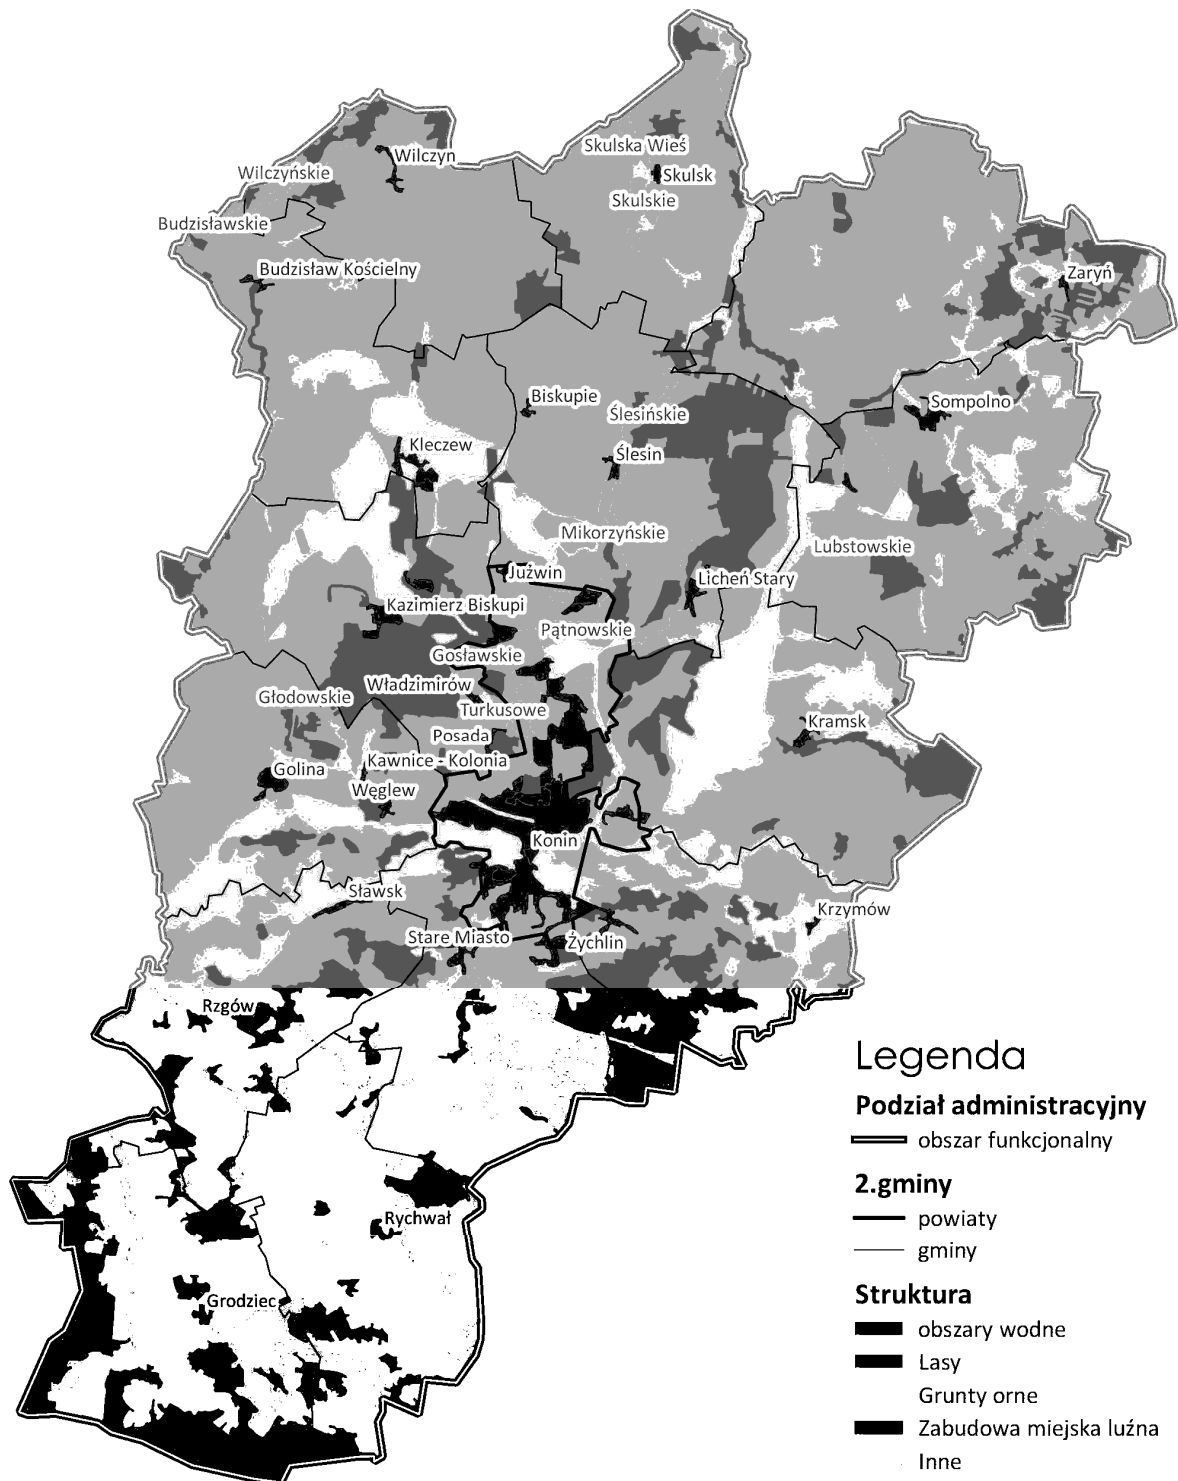 Skulska Wieś
Wilczyn
Wilczyńskie
Skulsk
Skulskie
Budzisławskie
Budzisław Kościelny
Zaryń
Biskupie
Sompolno
Ślesińskie
Kleczew
Ślesin
Mikorzyńskie
Lubstowskie
Juźwin
Licheń Stary
Kazimierz Biskupi
Pątnowskie
Gosławskie
Władzimirów
Głodowskie
Turkusowe
Kramsk
Posada
Kawnice - Kolonia
Golina
Węglew
Konin
Sławsk
Krzymów
Stare Miasto
Żychlin
Rzgów
Rychwał
Grodziec
Legenda
Podział administracyjny
obszar funkcjonalny
2.gminy
powiaty
gminy
Struktura
obszary wodne
Lasy
Grunty orne
Zabudowa miejska luźna
Inne